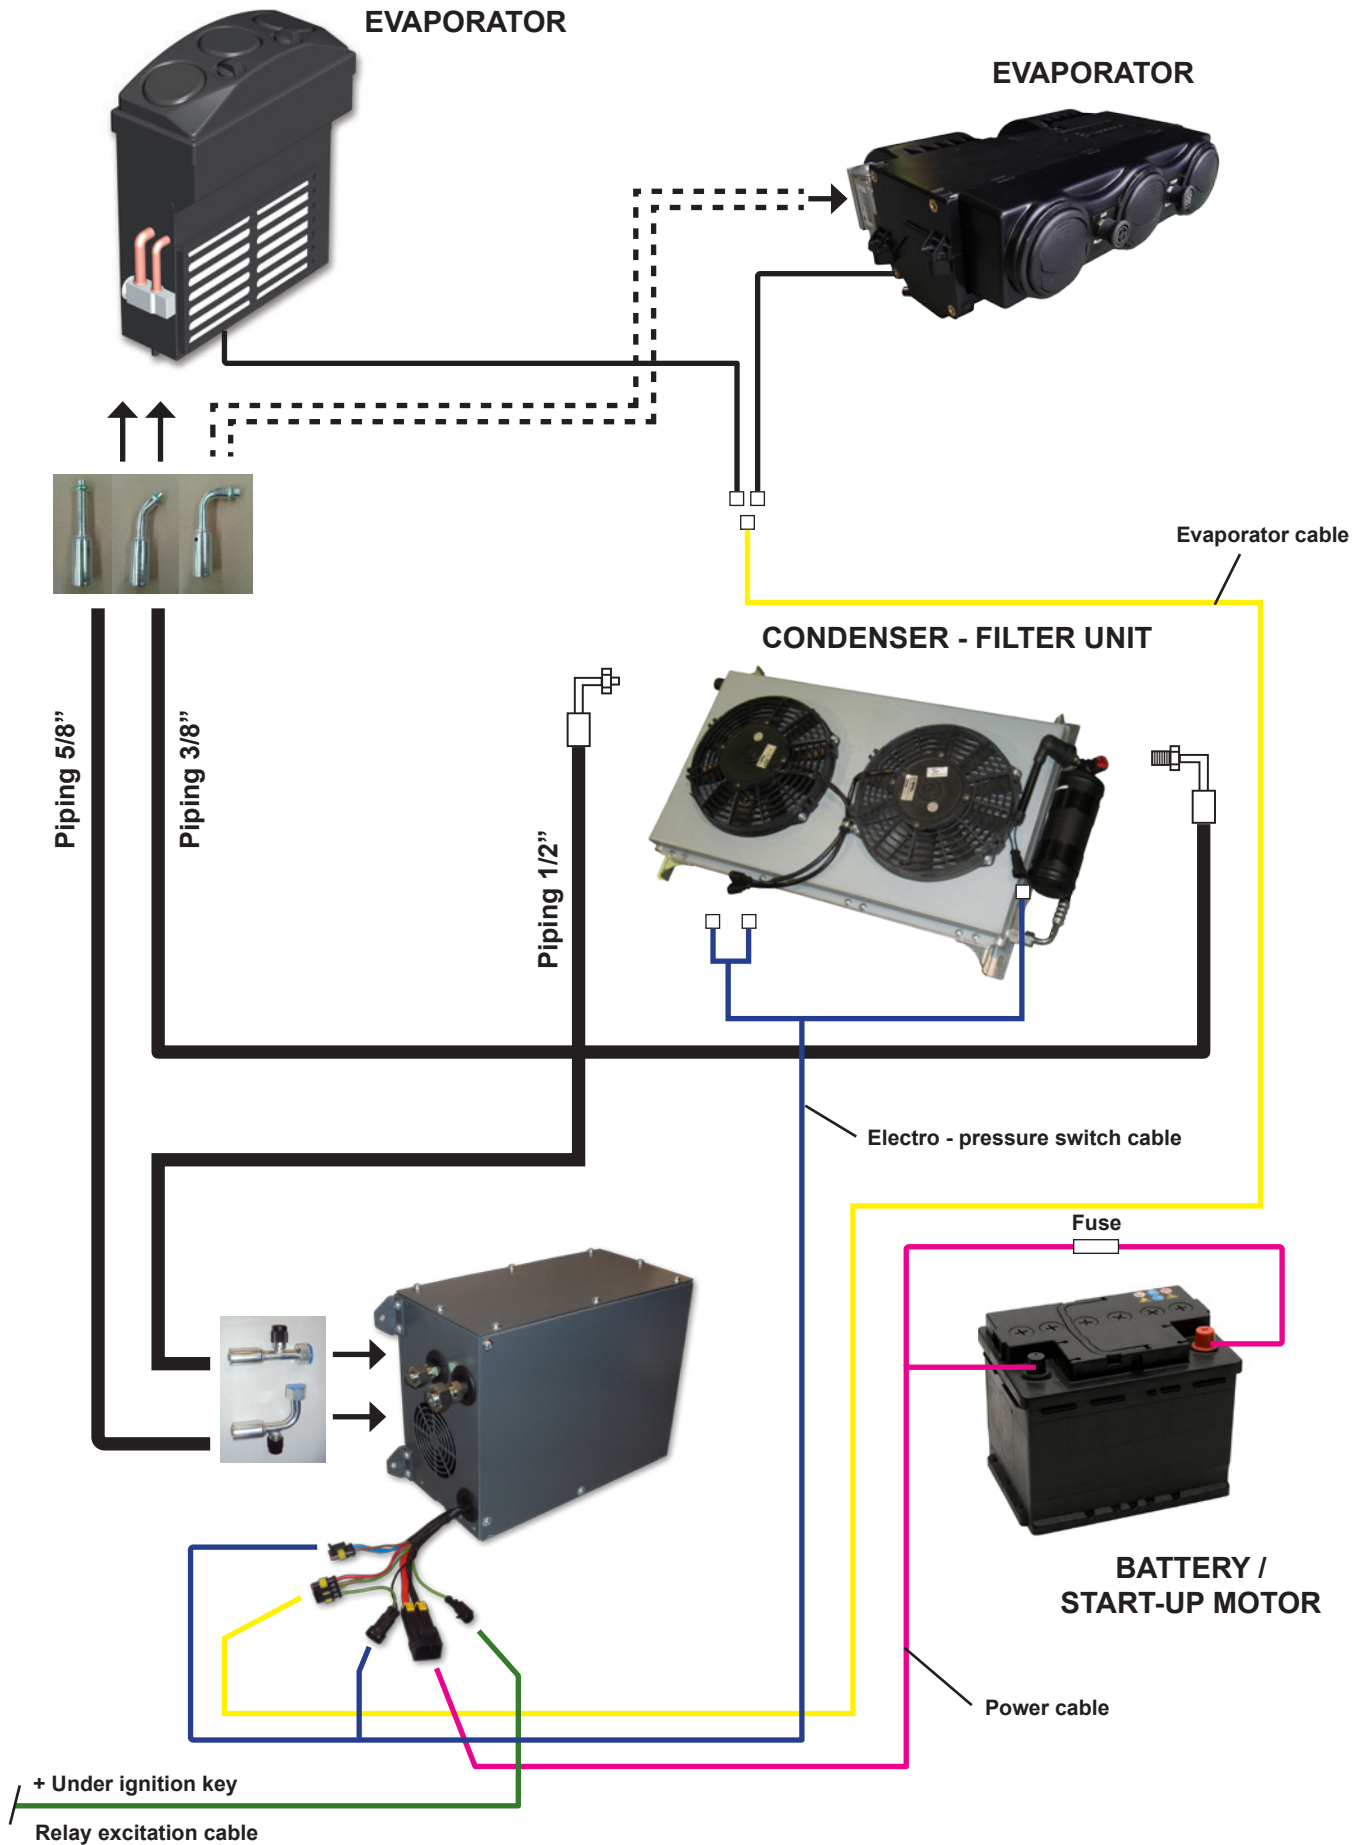 EVAPORATOR
EVAPORATOR
Evaporator cable
CONDENSER - FILTER UNIT
Piping 5/8”
Piping 3/8”
Piping 1/2”
Electro - pressure switch cable
Fuse
BATTERY /
START-UP MOTOR
Power cable
+ Under ignition key
Relay excitation cable